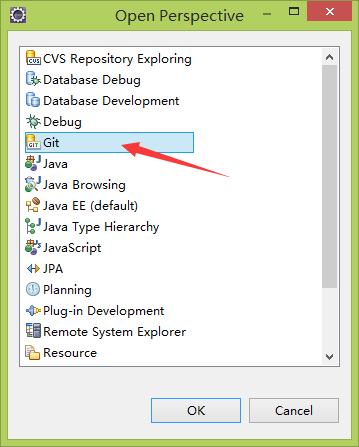 Open Perspective
CVS Repository Exploring
Database Debug
Database Development
Debug
Git
Java
Java Browsing
Java EE (default)
Java Type Hierarchy
JavaScript
JPA
Planning
Plug-in Development
Remote System Explorer
Resource
OK
Cancel